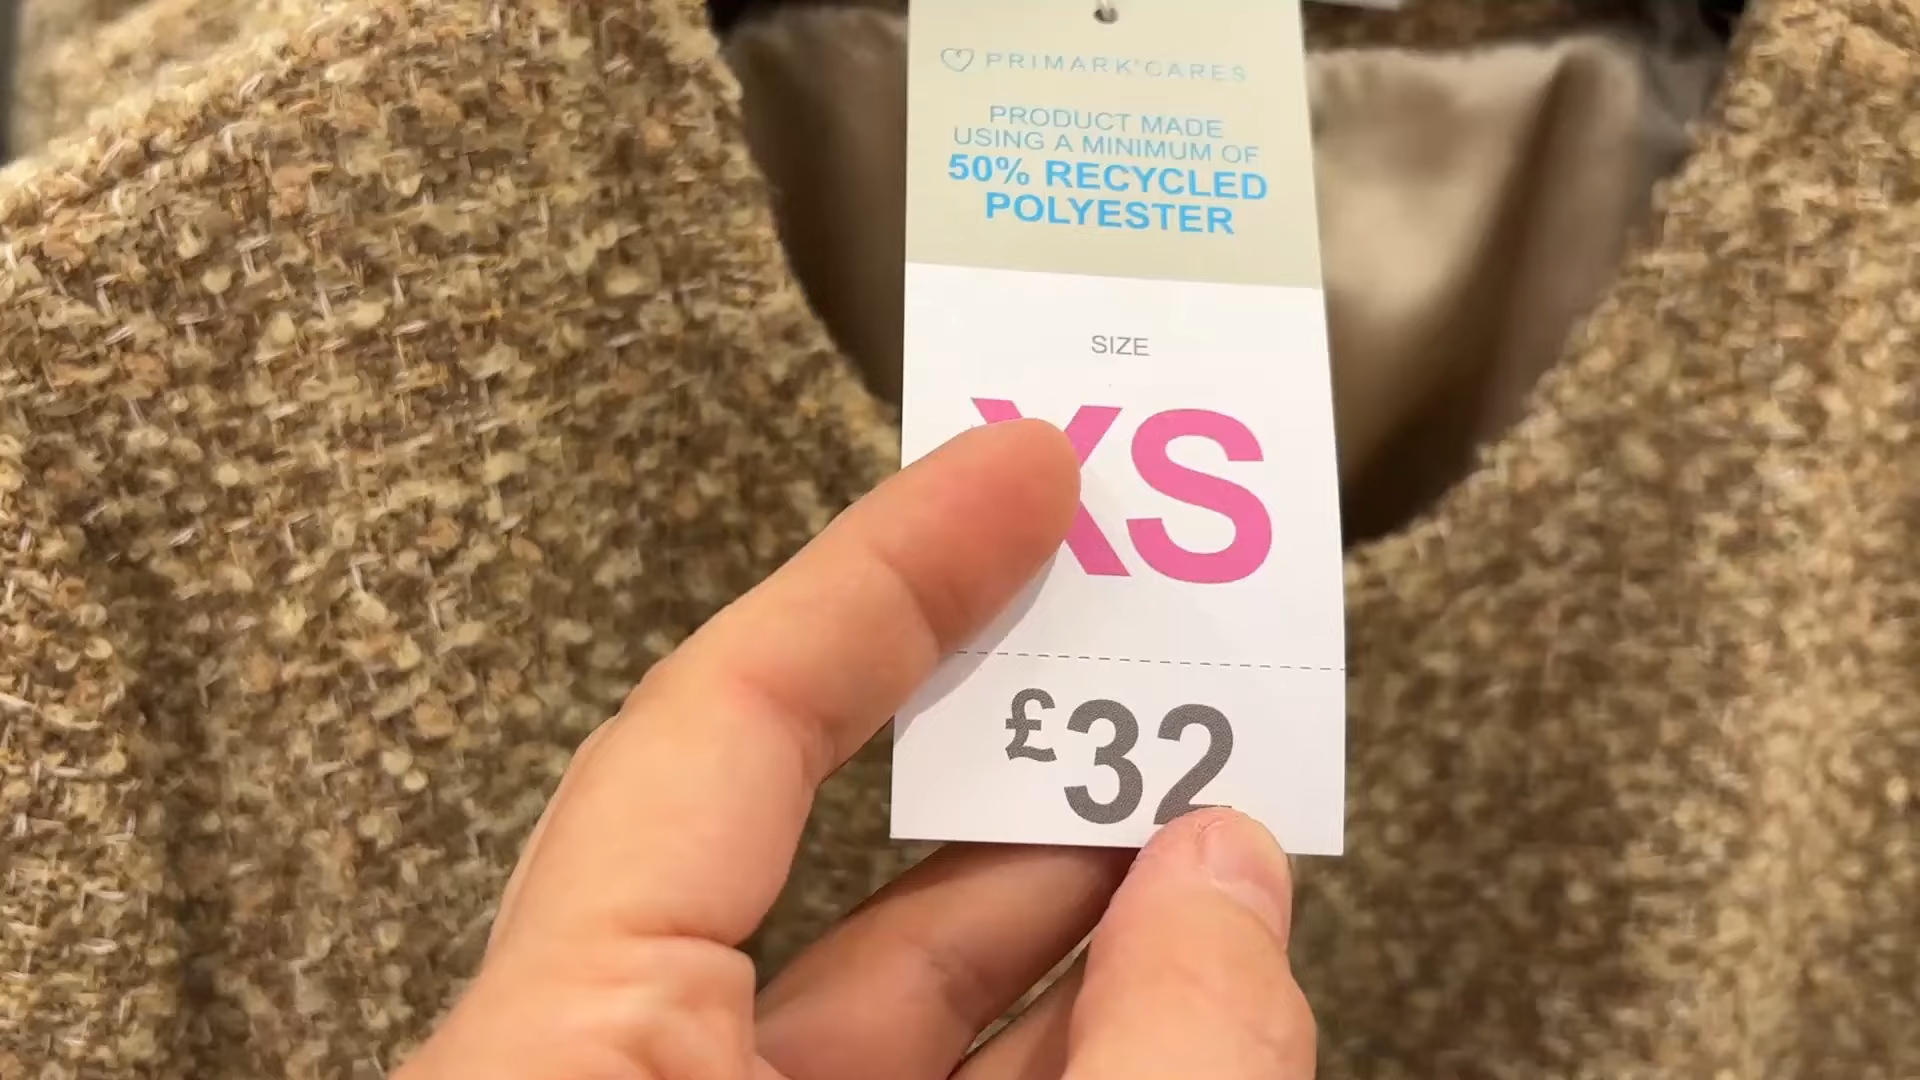 PRIMARK®CARES
PRODUCT MADE
USING A MINIMUM OF
50% RECYCLED
POLYESTER
SIZE
XS
£32